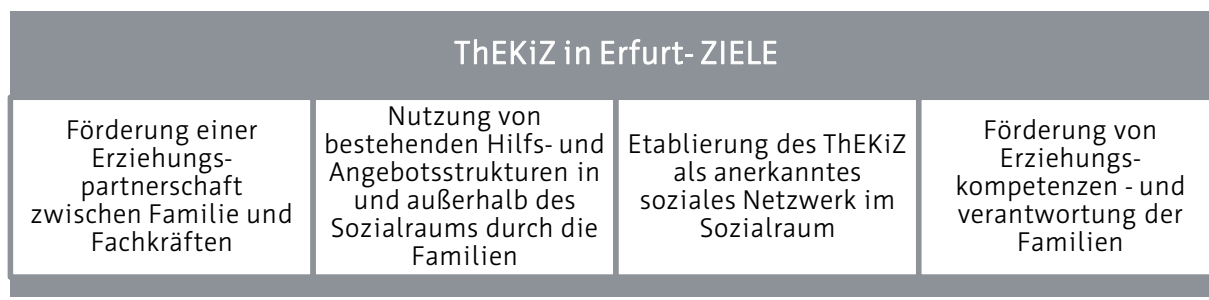 ThEKiZ in Erfurt- ZIELE
Förderung einer
Erziehungs-
partnerschaft
zwischen Familie und
Fachkräften
Nutzung von
bestehenden Hilfs- und
Angebotsstrukturen in
und außerhalb des
Sozialraums durch die
Familien
Etablierung des ThEKiZ
als anerkanntes
soziales Netzwerk im
Sozialraum
Förderung von
Erziehungs-
kompetenzen - und
verantwortung der
Familien